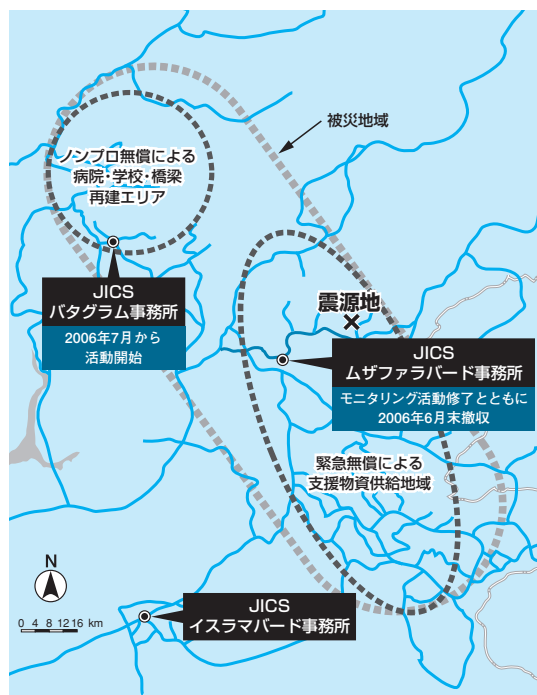 被災地域
ノンプロ無償による
病院・学校・橋梁
再建エリア
JICS
バタグラム事務所
2006年7月から
活動開始
震源地
JICS
ムザファラバード事務所
モニタリング活動修了とともに
2006年6月末撤収
緊急無償による
支援物資供給地域
N
0 4 8 12 16 km
JICS
イスラマバード事務所